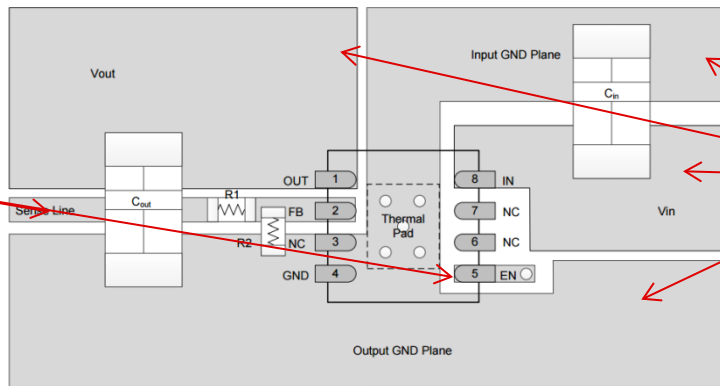 Input GND Plane
Vout
Cin
OUT 1 8 IN
R1
Sense Line
Cout
FB 2 7 NC
Thermal
Pad
Vin
R2
NC 3 6 NC
GND 4 5 EN
Output GND Plane